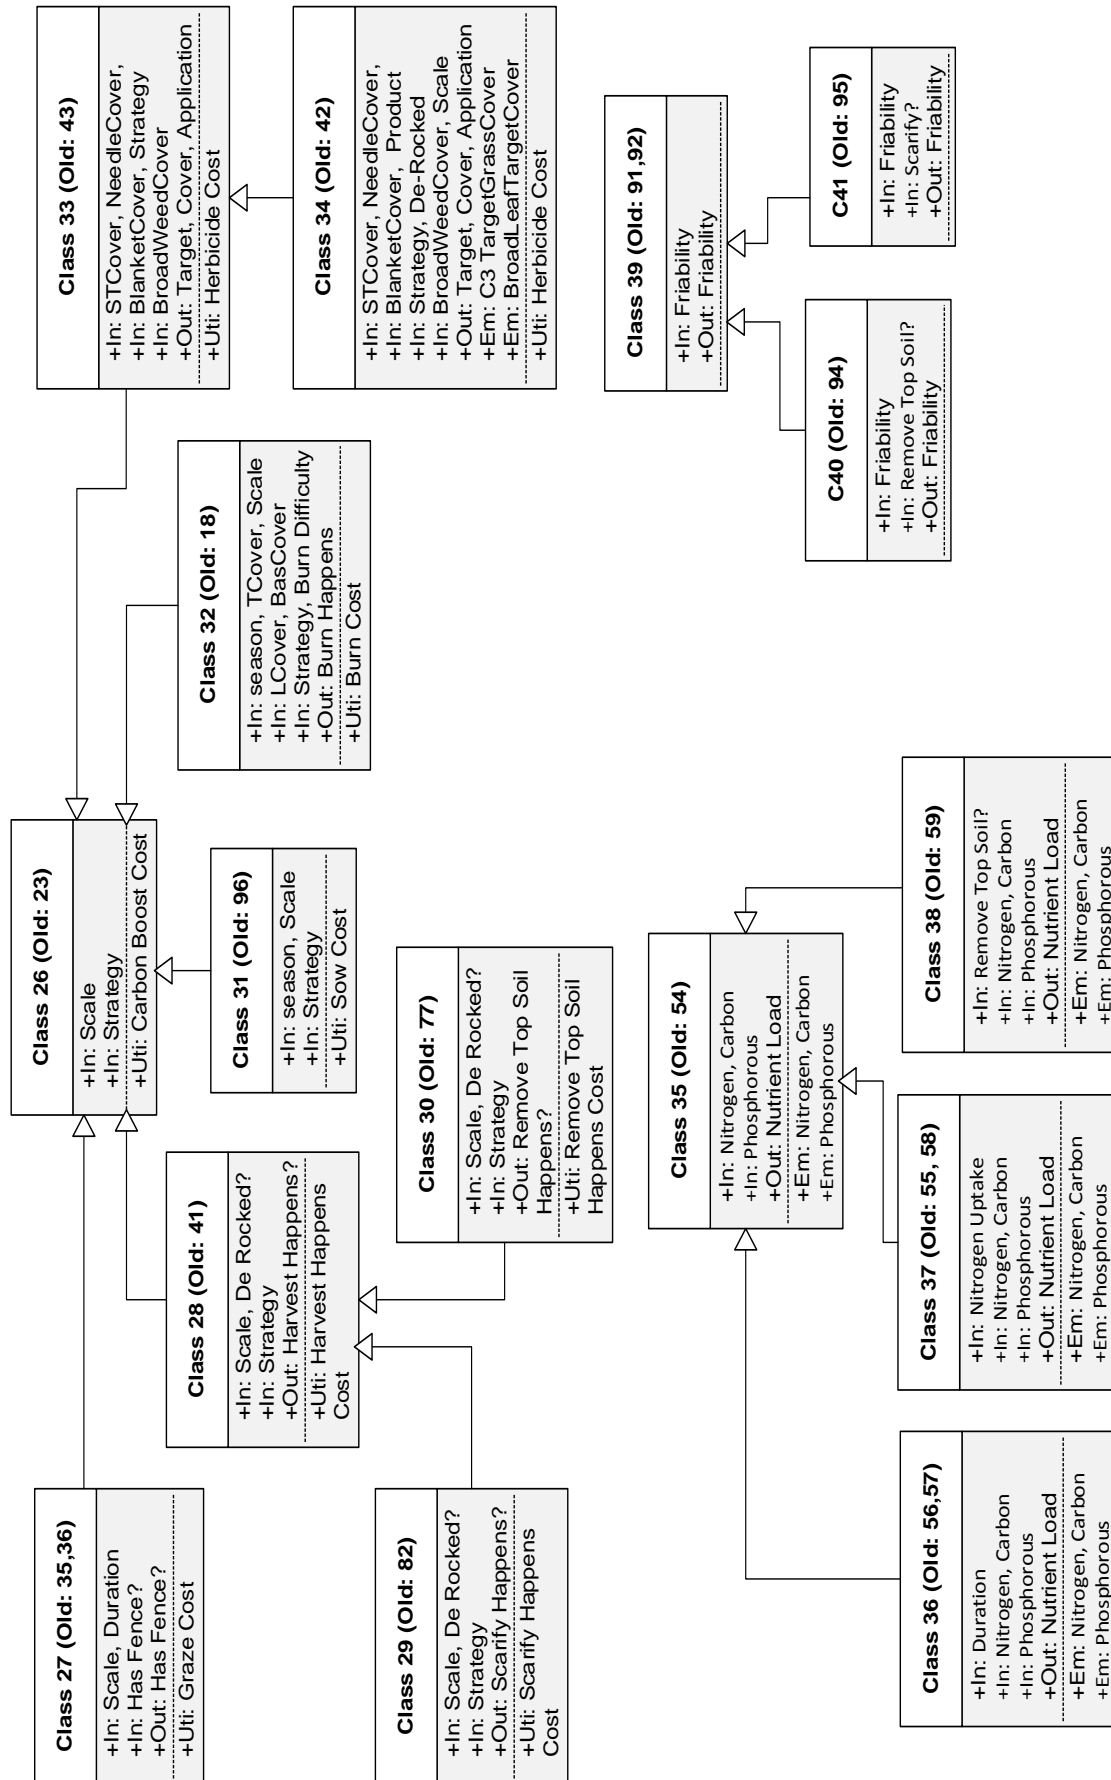 Class 27 (Old: 35,36)
+In: Scale, Duration
+In: Has Fence?
+Out: Has Fence?
+Uti: Graze Cost
Class 26 (Old: 23)
+In: Scale
+In: Strategy
+Uti: Carbon Boost Cost
Class 33 (Old: 43)
+In: STCover, NeedleCover,
+In: BlanketCover, Strategy
+In: BroadWeedCover
+Out: Target, Cover, Application
+Uti: Herbicide Cost
Class 28 (Old: 41)
+In: Scale, De Rocked?
+In: Strategy
+Out: Harvest Happens?
+Uti: Harvest Happens
Cost
Class 31 (Old: 96)
+In: season, Scale
+In: Strategy
+Uti: Sow Cost
Class 32 (Old: 18)
+In: season, TCover, Scale
+In: LCover, BasCover
+In: Strategy, Burn Difficulty
+Out: Burn Happens
+Uti: Burn Cost
Class 34 (Old: 42)
+In: STCover, NeedleCover,
+In: BlanketCover, Product
+In: Strategy, De-Rocked
+In: BroadWeedCover, Scale
+Out: Target, Cover, Application
+Em: C3 TargetGrassCover
+Em: BroadLeafTargetCover
+Uti: Herbicide Cost
Class 29 (Old: 82)
+In: Scale, De Rocked?
+In: Strategy
+Out: Scarify Happens?
+Uti: Scarify Happens
Cost
Class 30 (Old: 77)
+In: Scale, De Rocked?
+In: Strategy
+Out: Remove Top Soil
Happens?
+Uti: Remove Top Soil
Happens Cost
Class 35 (Old: 54)
+In: Nitrogen, Carbon
+In: Phosphorous
+Out: Nutrient Load
+Em: Nitrogen, Carbon
+Em: Phosphorous
Class 39 (Old: 91,92)
+In: Friability
+Out: Friability
Class 36 (Old: 56,57)
+In: Duration
+In: Nitrogen, Carbon
+In: Phosphorous
+Out: Nutrient Load
+Em: Nitrogen, Carbon
+Em: Phosphorous
Class 37 (Old: 55, 58)
+In: Nitrogen Uptake
+In: Nitrogen, Carbon
+In: Phosphorous
+Out: Nutrient Load
+Em: Nitrogen, Carbon
+Em: Phosphorous
Class 38 (Old: 59)
+In: Remove Top Soil?
+In: Nitrogen, Carbon
+In: Phosphorous
+Out: Nutrient Load
+Em: Nitrogen, Carbon
+Em: Phosphorous
C40 (Old: 94)
+In: Friability
+In: Remove Top Soil?
+Out: Friability
C41 (Old: 95)
+In: Friability
+In: Scarify?
+Out: Friability